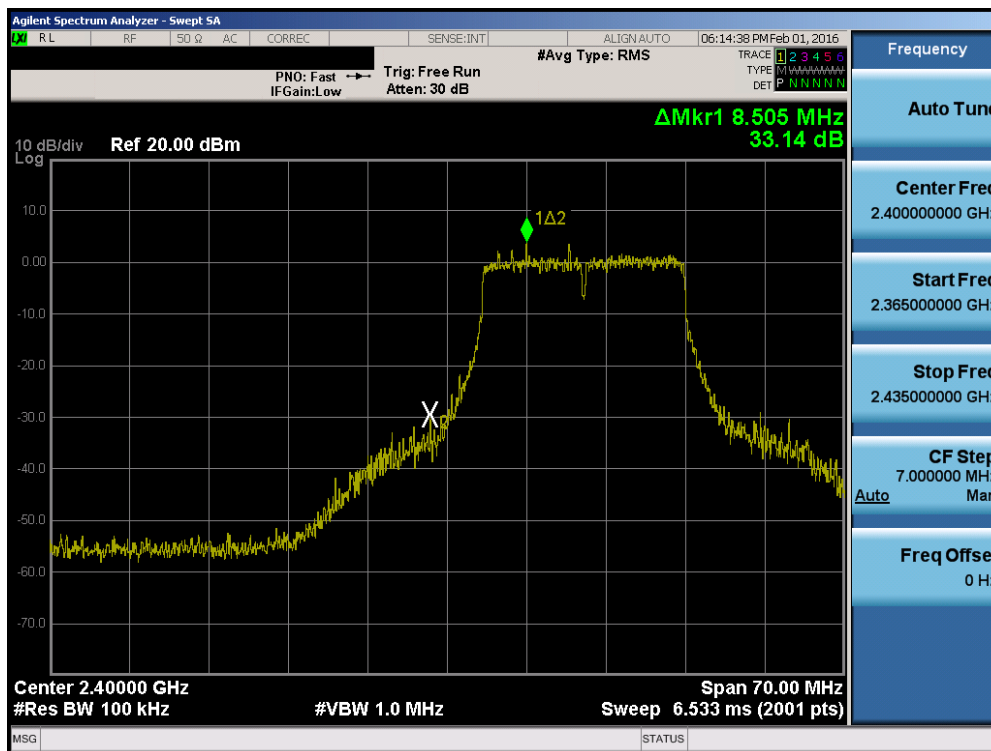 Agilent Spectrum Analyzer - Swept SA
LXI RL RF 50 Ω AC CORREC SENSE:INT ALIGN AUTO 06:14:38 PM Feb 01, 2016
#Avg Type: RMS
TRACE 1 2 3 4 5 6
PNO: Fast Trig: Free Run
TYPE M WWWWW
IFGain:Low Atten: 30 dB
DET P N N N N N
ΔMkr1 8.505 MHz
33.14 dB
10 dB/div Ref 20.00 dBm
Log
1Δ2
10.0
0.00
-10.0
-20.0
-30.0
X2
-40.0
-50.0
-60.0
-70.0
Center 2.40000 GHz Span 70.00 MHz
#Res BW 100 kHz #VBW 1.0 MHz Sweep 6.533 ms (2001 pts)
MSG STATUS
Frequency
Auto Tun
Center Fre
2.400000000 GH
Start Fre
2.365000000 GH
Stop Fre
2.435000000 GH
CF Step
7.000000 MH
Auto Man
Freq Offse
0 H